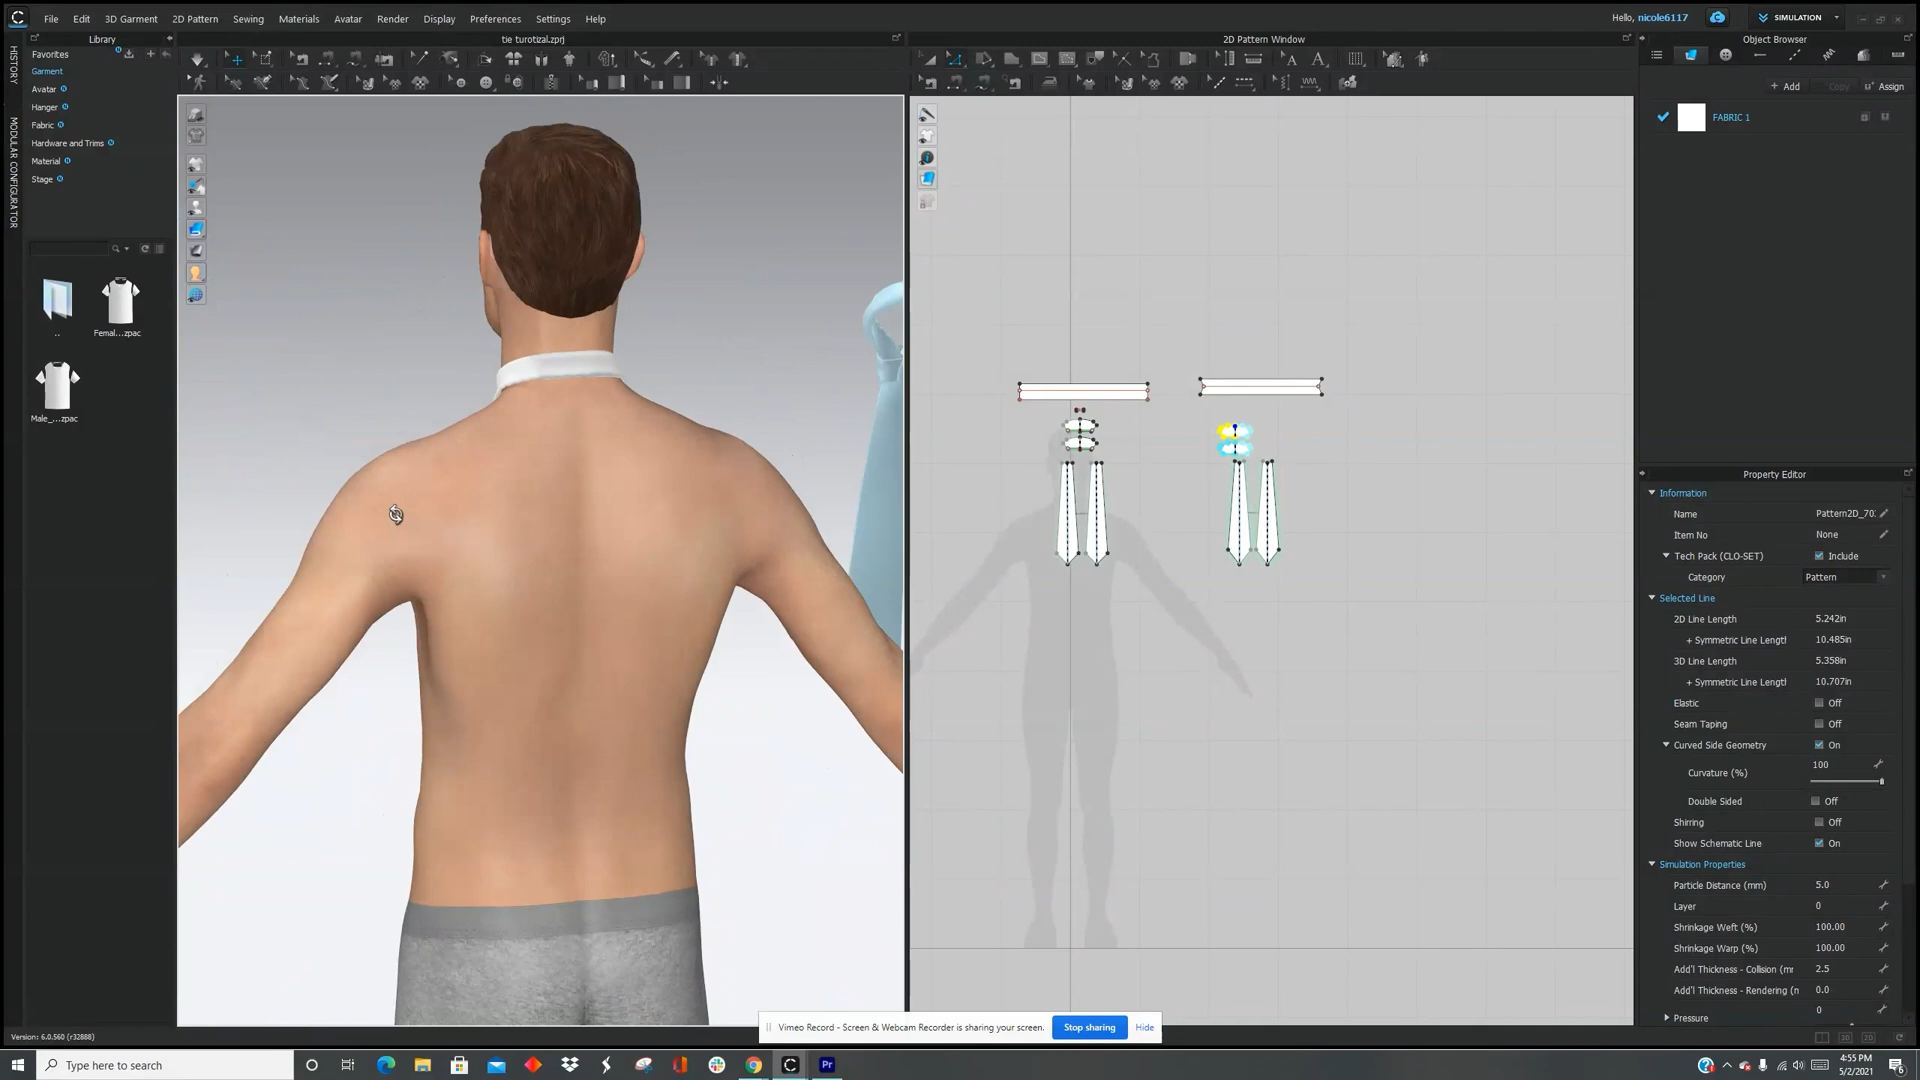 File Edit 3D Garment 2D Pattern Sewing Materials Avatar Render Display Preferences Settings Help
Hello, nicole6117 SIMULATION
HISTORY
MODULAR CONFIGURATOR
Library
Favorites
Garment
Avatar
Hanger
Fabric
Hardware and Trims
Material
Stage
..
Femal...zpac
Male_...zpac
tie turotizal.zprj
2D Pattern Window
Object Browser
+ Add Copy Assign
FABRIC 1
Property Editor
Information
Name Pattern2D_70
Item No None
Tech Pack (CLO-SET) Include
Category Pattern
Selected Line
2D Line Length 5.242in
+ Symmetric Line Lengtl 10.485in
3D Line Length 5.358in
+ Symmetric Line Lengtl 10.707in
Elastic Off
Seam Taping Off
Curved Side Geometry On
Curvature (%) 100
Double Sided Off
Shirring Off
Show Schematic Line On
Simulation Properties
Particle Distance (mm) 5.0
Layer 0
Shrinkage Weft (%) 100.00
Shrinkage Warp (%) 100.00
Add'l Thickness - Collision (mr 2.5
Add'l Thickness - Rendering (n 0.0
Pressure 0
Version: 6.0.560 (r32888)
Vimeo Record - Screen & Webcam Recorder is sharing your screen. Stop sharing Hide
Type here to search
4:55 PM
5/2/2021